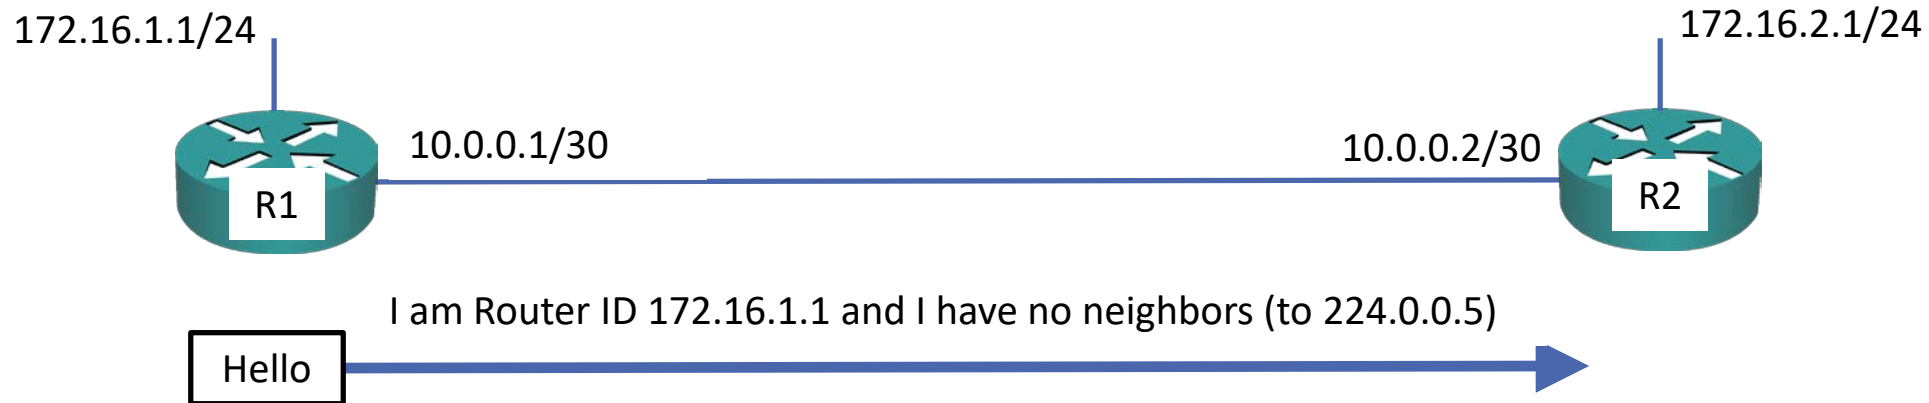 172.16.1.1/24
172.16.2.1/24
10.0.0.1/30
10.0.0.2/30
R1
R2
I am Router ID 172.16.1.1 and I have no neighbors (to 224.0.0.5)
Hello